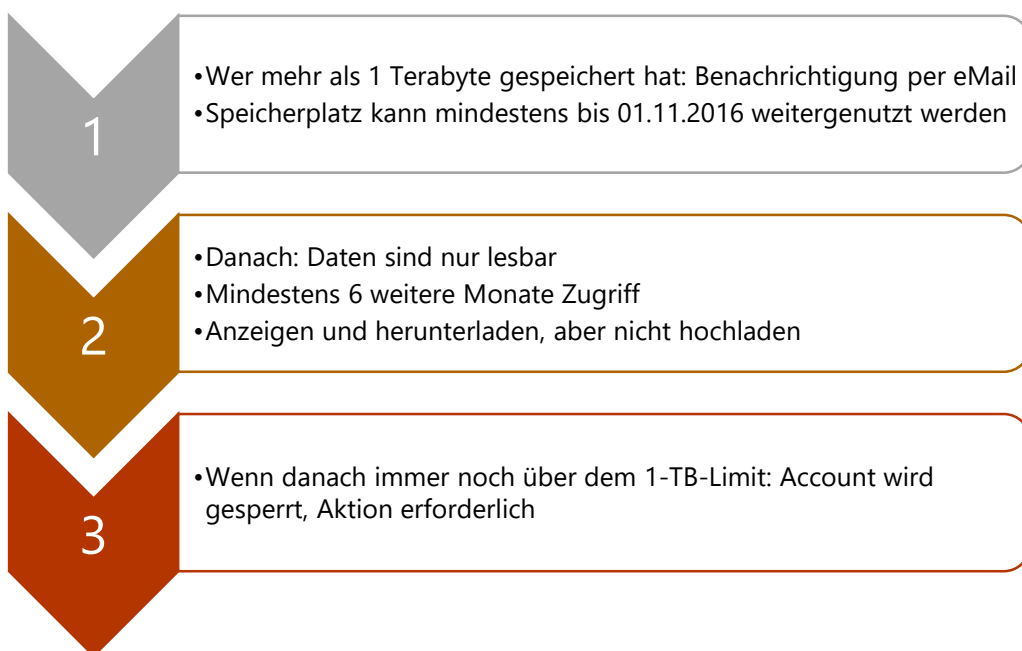 1
•Wer mehr als 1 Terabyte gespeichert hat: Benachrichtigung per eMail
•Speicherplatz kann mindestens bis 01.11.2016 weitergenutzt werden
2
•Danach: Daten sind nur lesbar
•Mindestens 6 weitere Monate Zugriff
•Anzeigen und herunterladen, aber nicht hochladen
3
•Wenn danach immer noch über dem 1-TB-Limit: Account wird
gesperrt, Aktion erforderlich